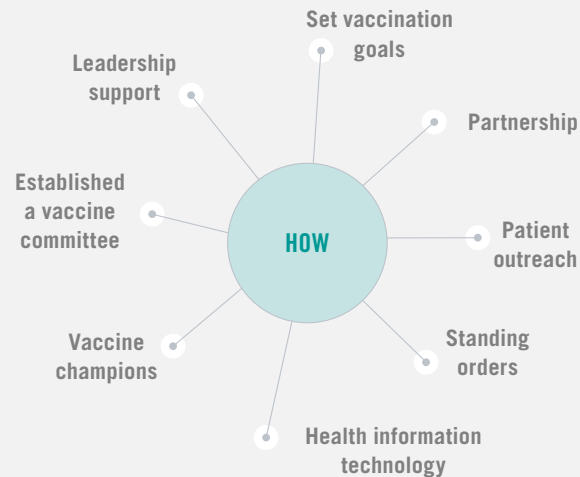 Set vaccination
goals
Leadership
support
Partnership
Established
a vaccine
committee
HOW
Patient
outreach
Vaccine
champions
Standing
orders
Health information
technology